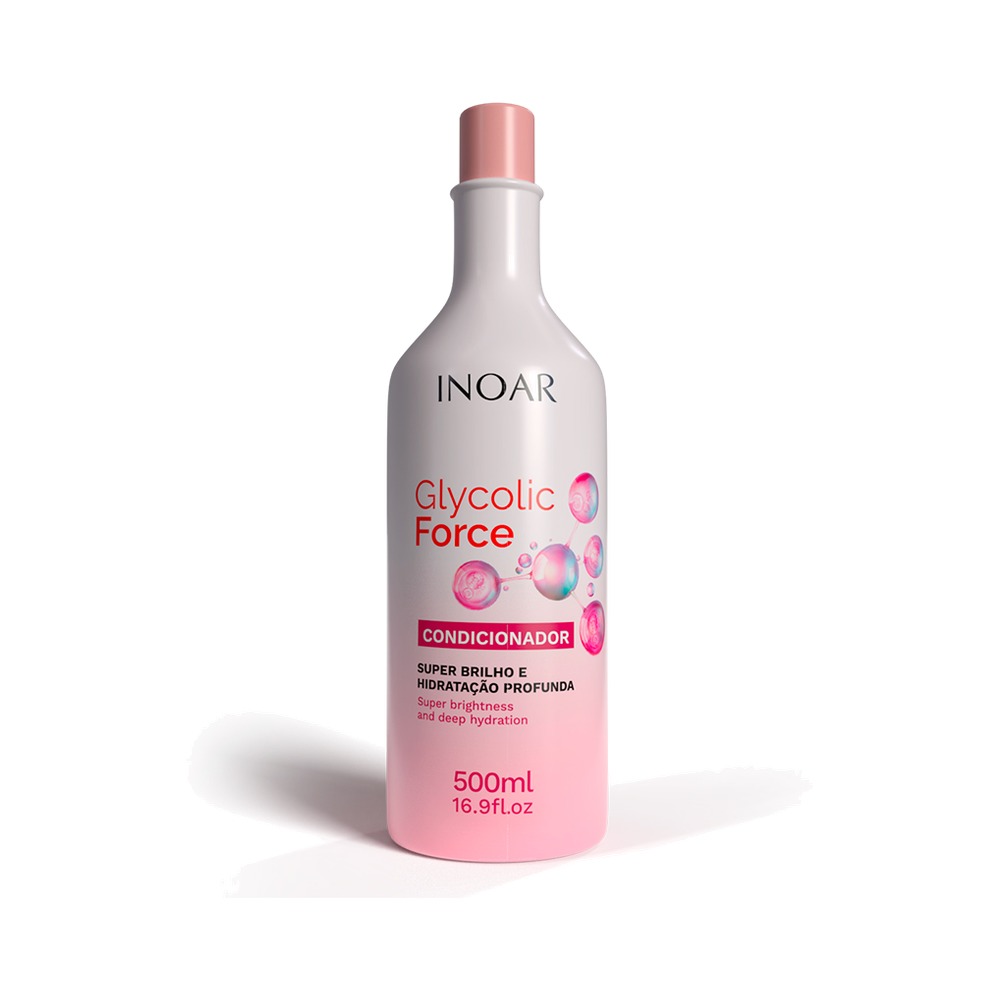 INOAR
Glycolic
Force
CONDICIONADOR
SUPER BRILHO E
HIDRATAÇÃO PROFUNDA
Super brightness
and deep hydration
500ml
16.9fl.oz